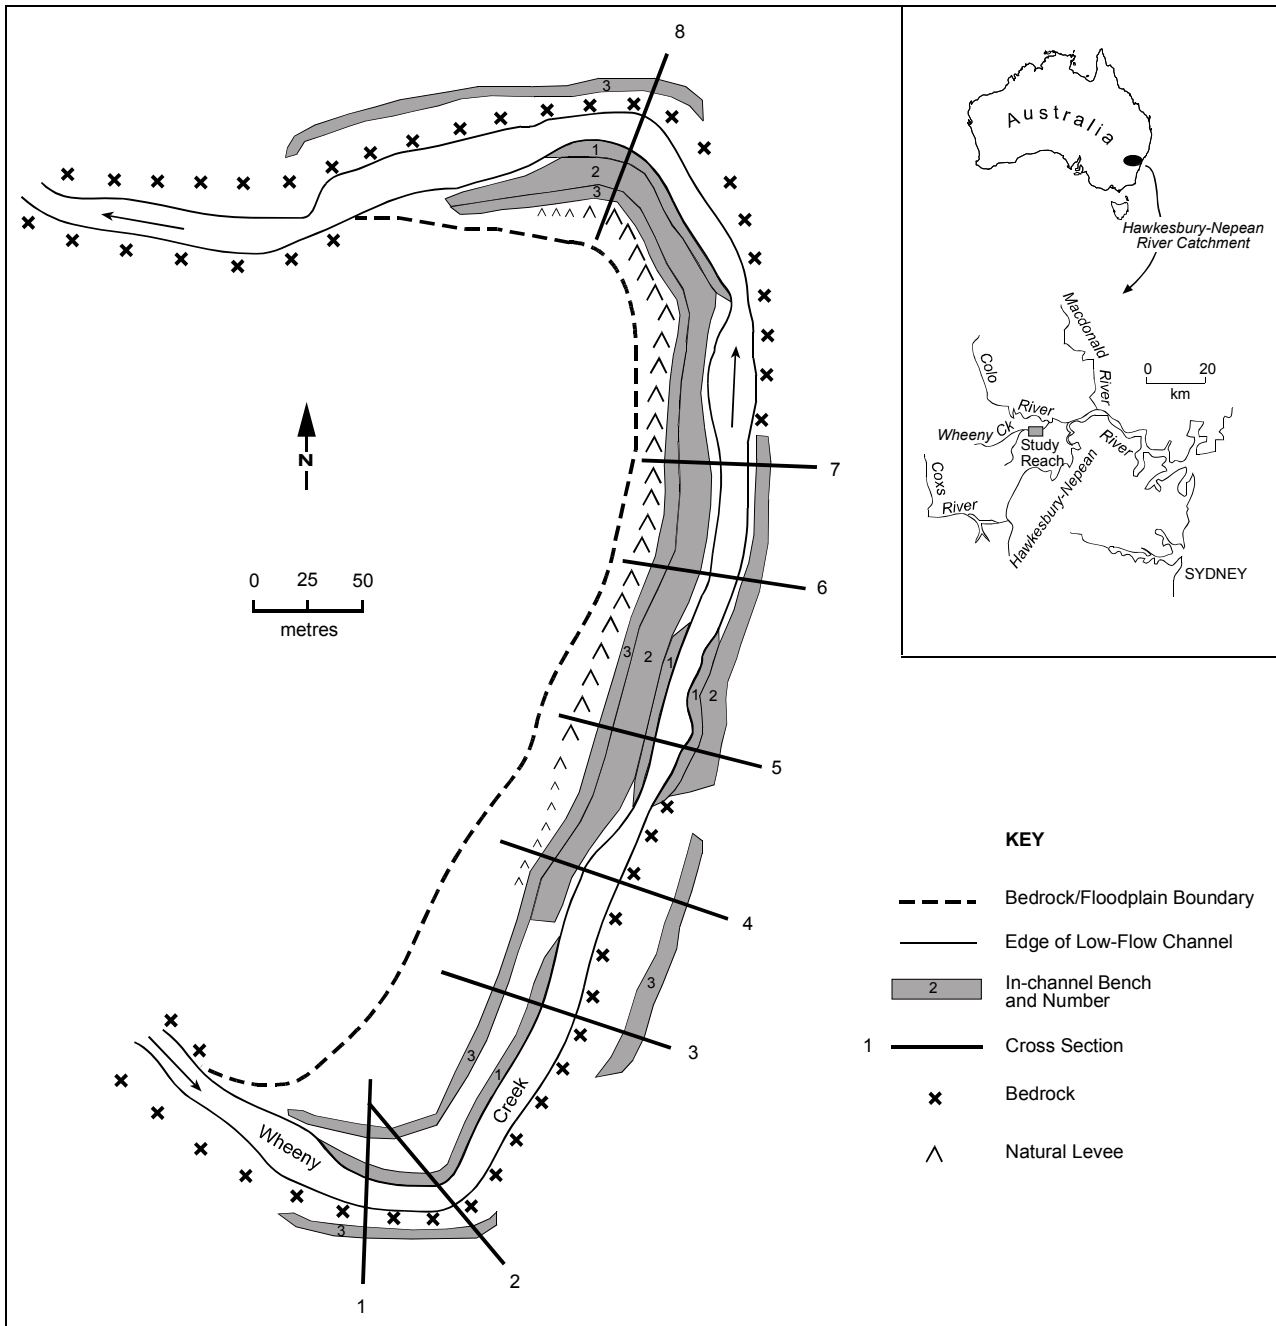 8
3
1
2
3
N
7
6
0 25 50
metres
3
2
1
1
2
5
4
3
3
3
1
Creek
Wheeny
3
2
1
Australia
Hawkesbury-Nepean
River Catchment
Macdonald
River
0 20
km
Colo
River
Wheeny Ck
Study
Reach
River
Coxs
River
Hawkesbury-Nepean
SYDNEY
KEY
Bedrock/Floodplain Boundary
Edge of Low-Flow Channel
2 In-channel Bench
and Number
1 Cross Section
Bedrock
Natural Levee